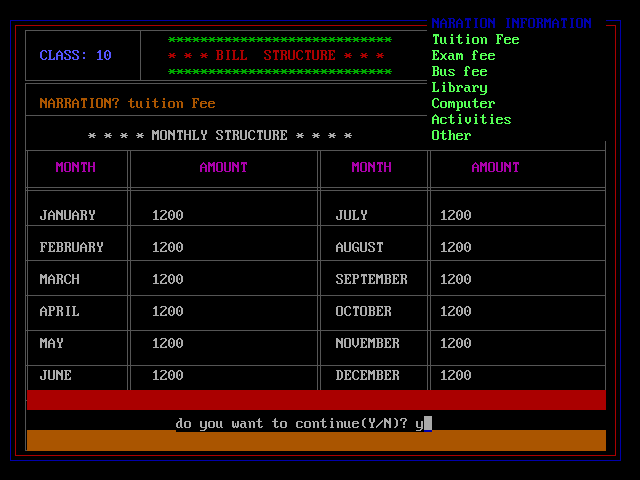 NARATION INFORMATION
Tuition Fee
Exam fee
Bus fee
Library
Computer
Activities
Other
****************************
CLASS: 10 * * * BILL STRUCTURE * * *
****************************
NARRATION? tuition Fee
* * * * MONTHLY STRUCTURE * * * *
MONTH AMOUNT MONTH AMOUNT
JANUARY 1200 JULY 1200
FEBRUARY 1200 AUGUST 1200
MARCH 1200 SEPTEMBER 1200
APRIL 1200 OCTOBER 1200
MAY 1200 NOVEMBER 1200
JUNE 1200 DECEMBER 1200
do you want to continue(Y/N)? y